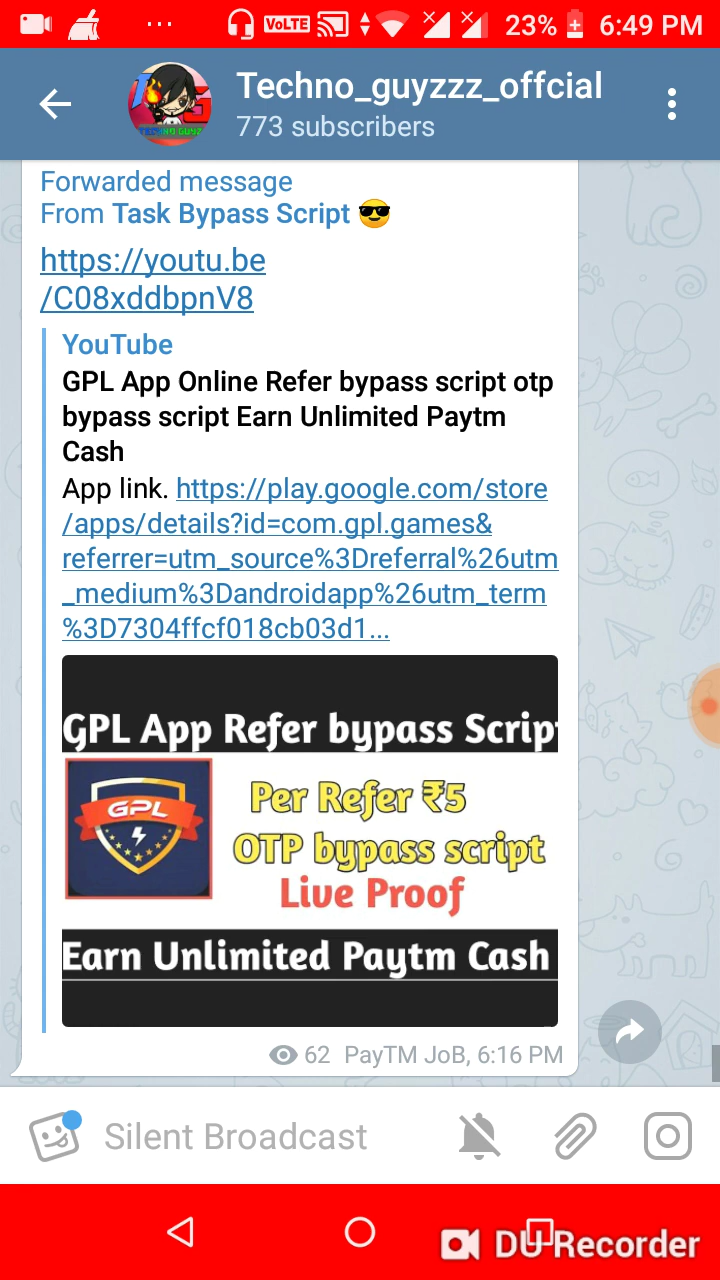 VoLTE 23% 6:49 PM
Techno_guyzzz_offcial
773 subscribers
Forwarded message
From Task Bypass Script 😎
https://youtu.be
/C08xddbpnV8
YouTube
GPL App Online Refer bypass script otp
bypass script Earn Unlimited Paytm
Cash
App link. https://play.google.com/store
/apps/details?id=com.gpl.games&
referrer=utm_source%3Dreferral%26utm
_medium%3Dandroidapp%26utm_term
%3D7304ffcf018cb03d1...
GPL App Refer bypass Script
GPL
Per Refer ₹5
OTP bypass script
Live Proof
Earn Unlimited Paytm Cash
62 PayTM JoB, 6:16 PM
Silent Broadcast
DU Recorder